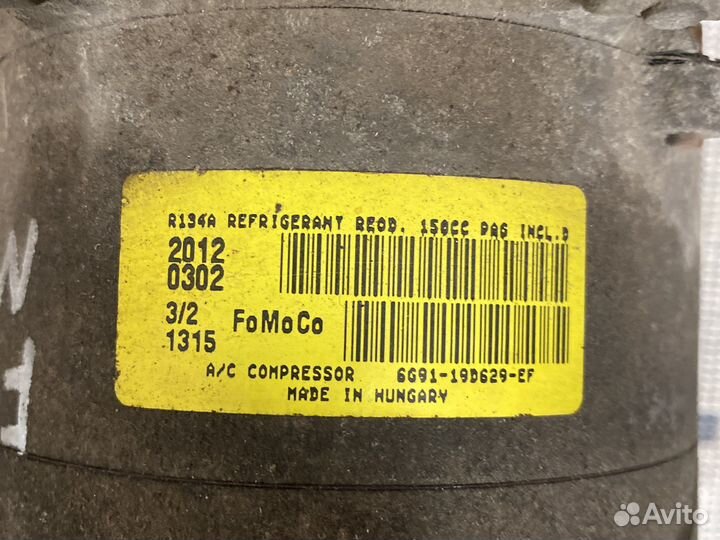 R134A REFRIGERANT REQD. 150CC PAG INCL.D
2012
0302
3/2
1315
FoMoCo
A/C COMPRESSOR 6G91-19D629-EF
MADE IN HUNGARY
Avito